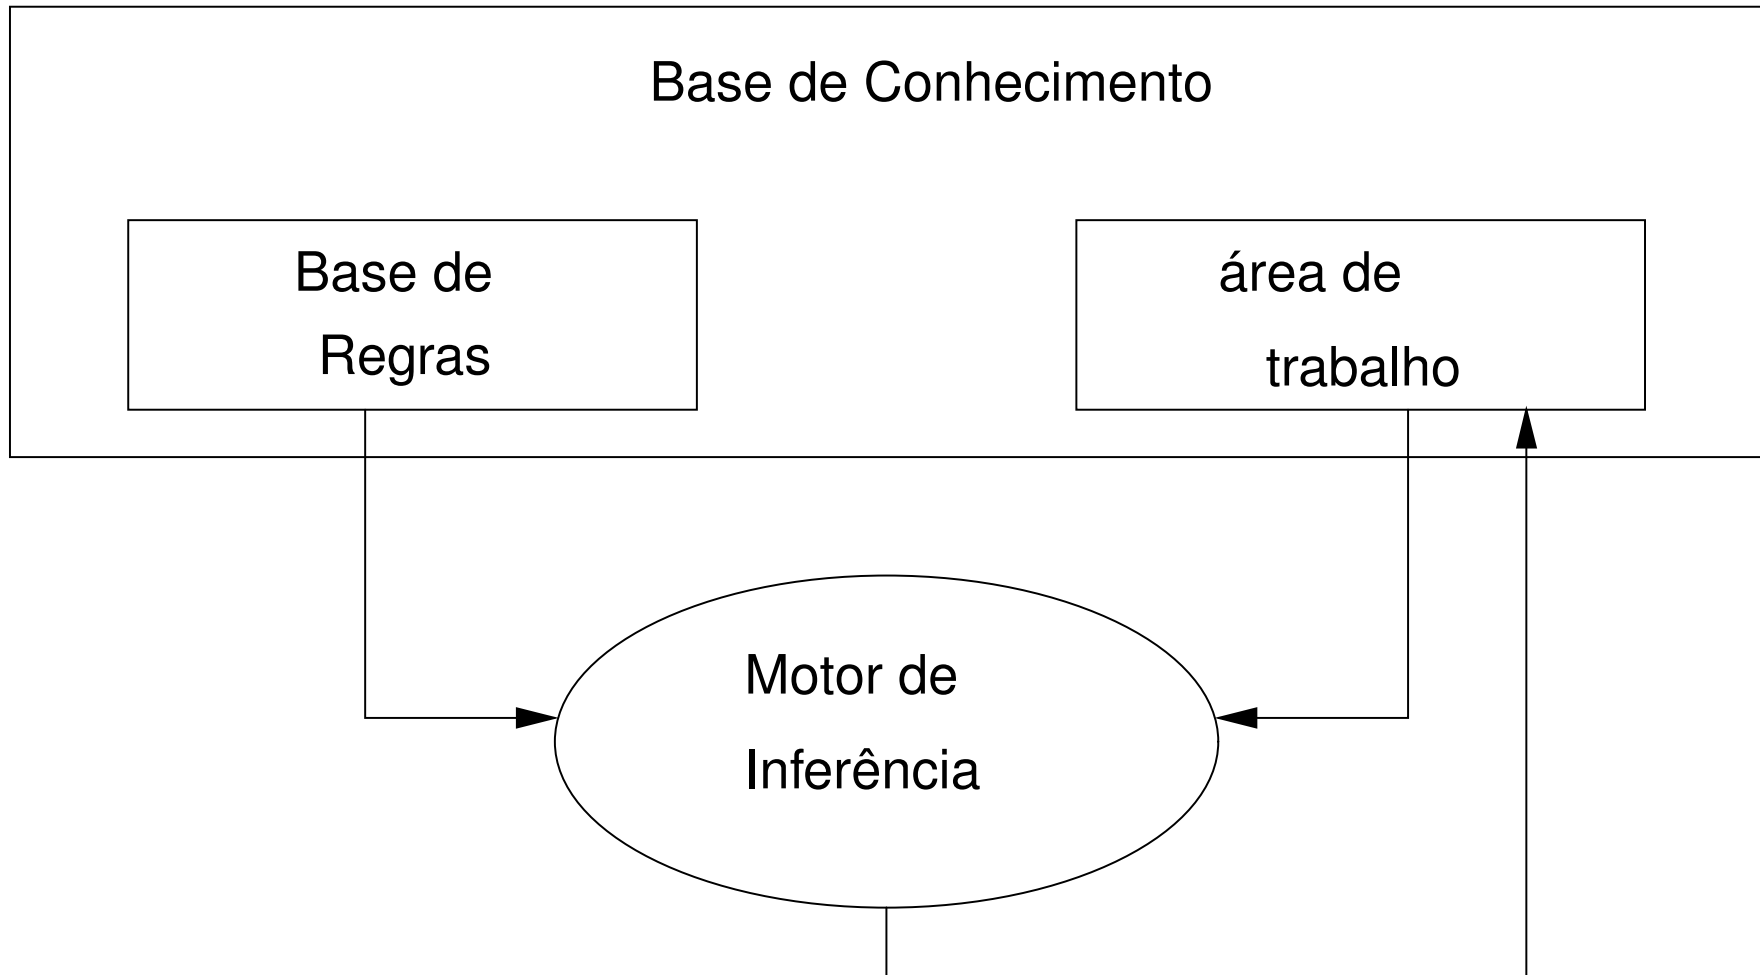 Base de Conhecimento
Base de
Regras
área de
trabalho
Motor de
Inferência